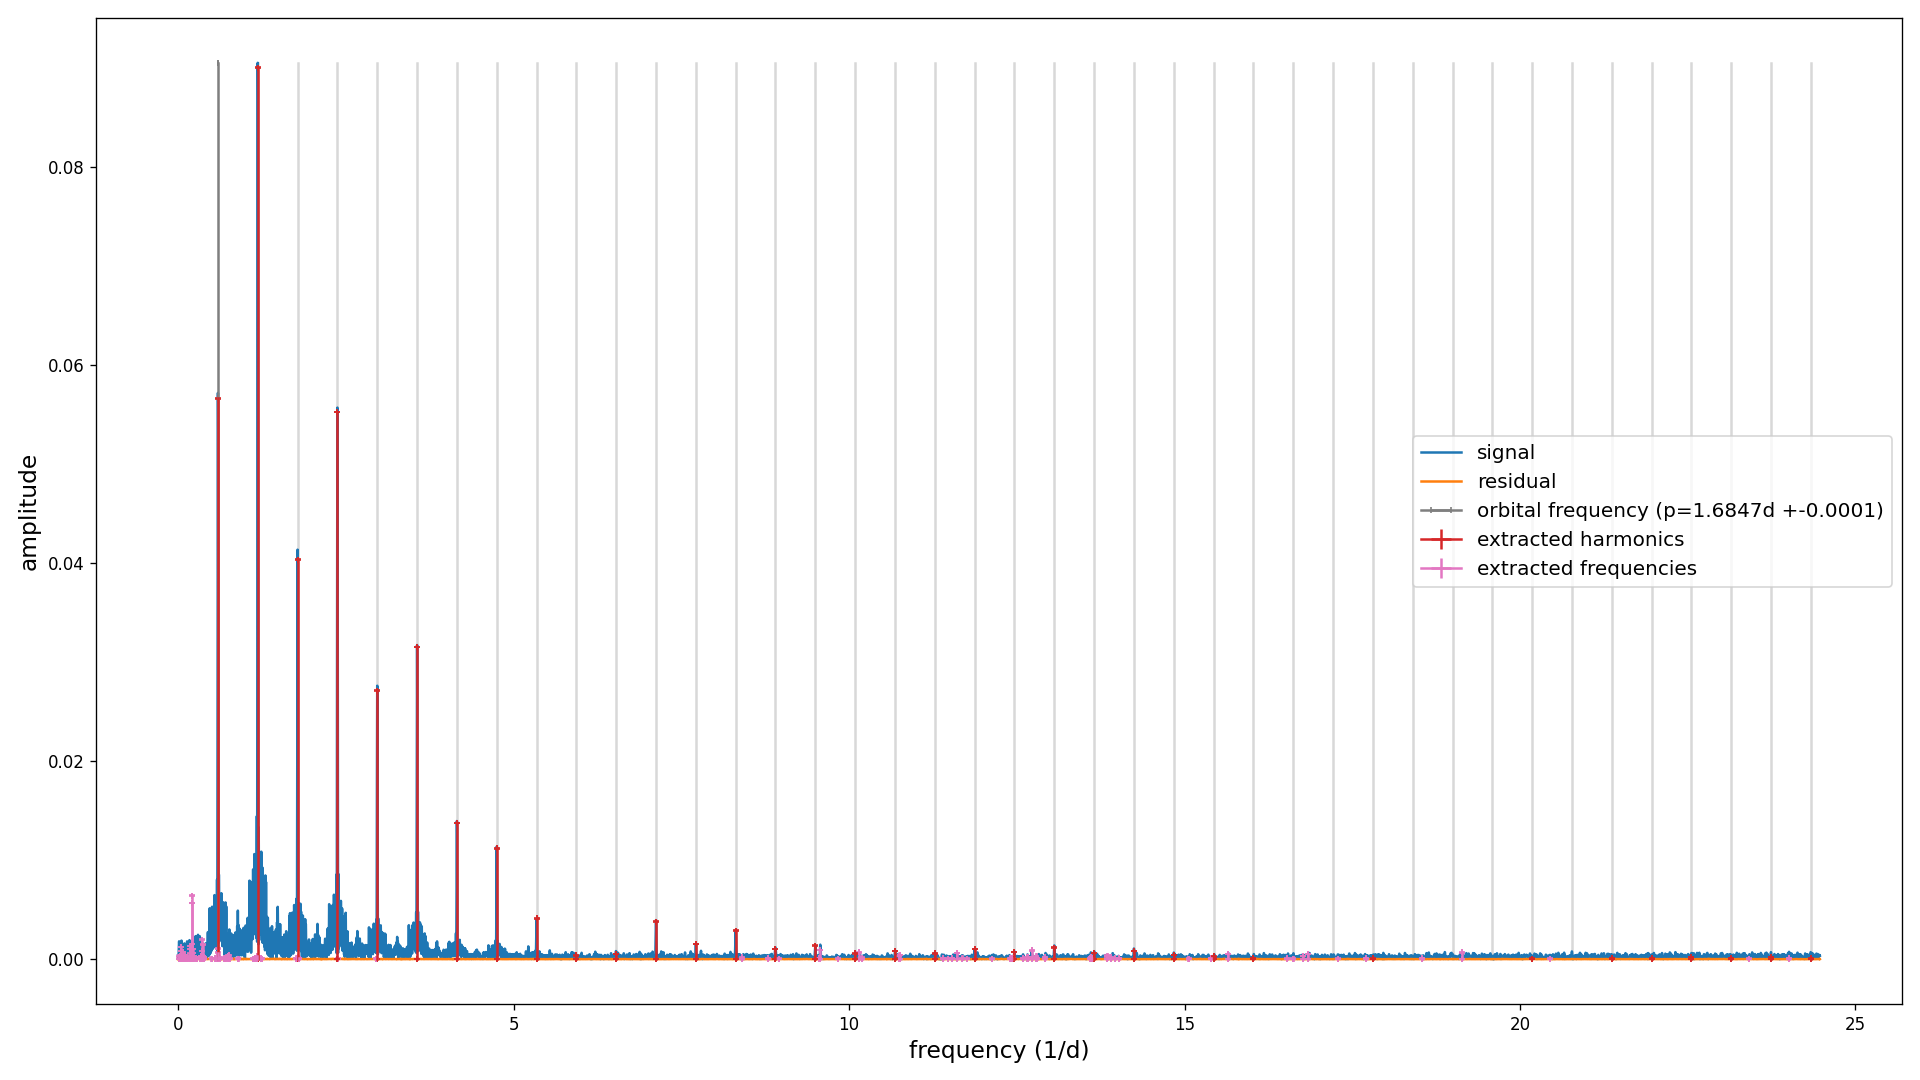 amplitude
0.08
0.06
0.04
0.02
0.00
signal
residual
orbital frequency (p=1.6847d +-0.0001)
extracted harmonics
extracted frequencies
0 5 10 15 20 25
frequency (1/d)